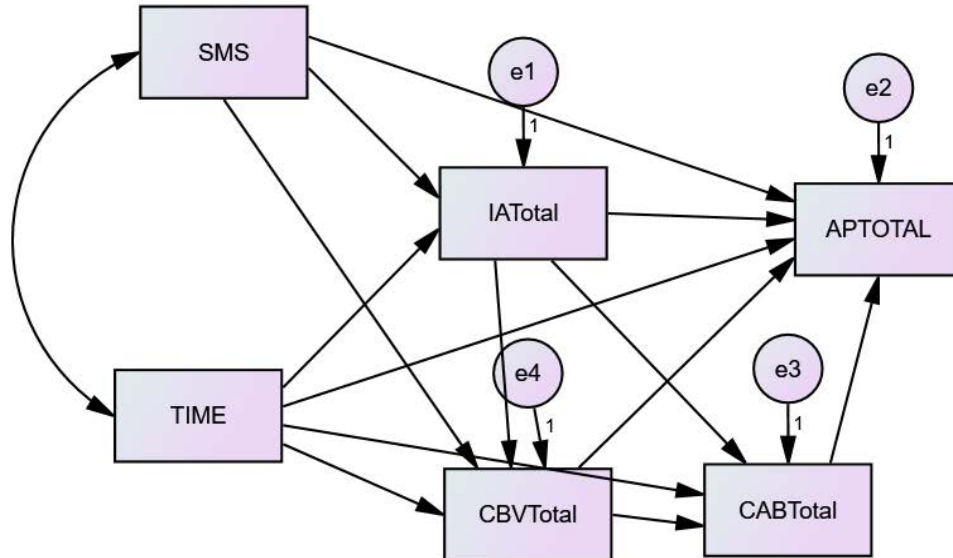 SMS
e1
e2
1
1
IATotal
APTOTAL
e4
e3
TIME
1
1
CBVTotal
CABTotal